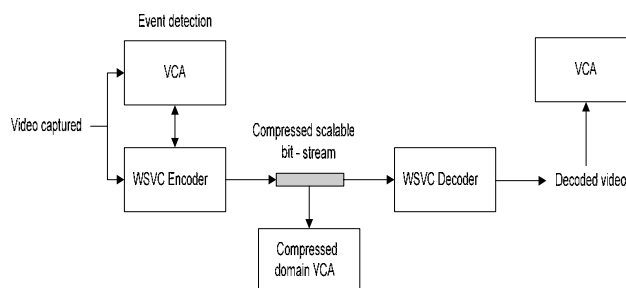 Event detection
VCA
Video captured
WSVC Encoder
Compressed scalable
bit - stream
Compressed
domain VCA
WSVC Decoder
Decoded video
VCA